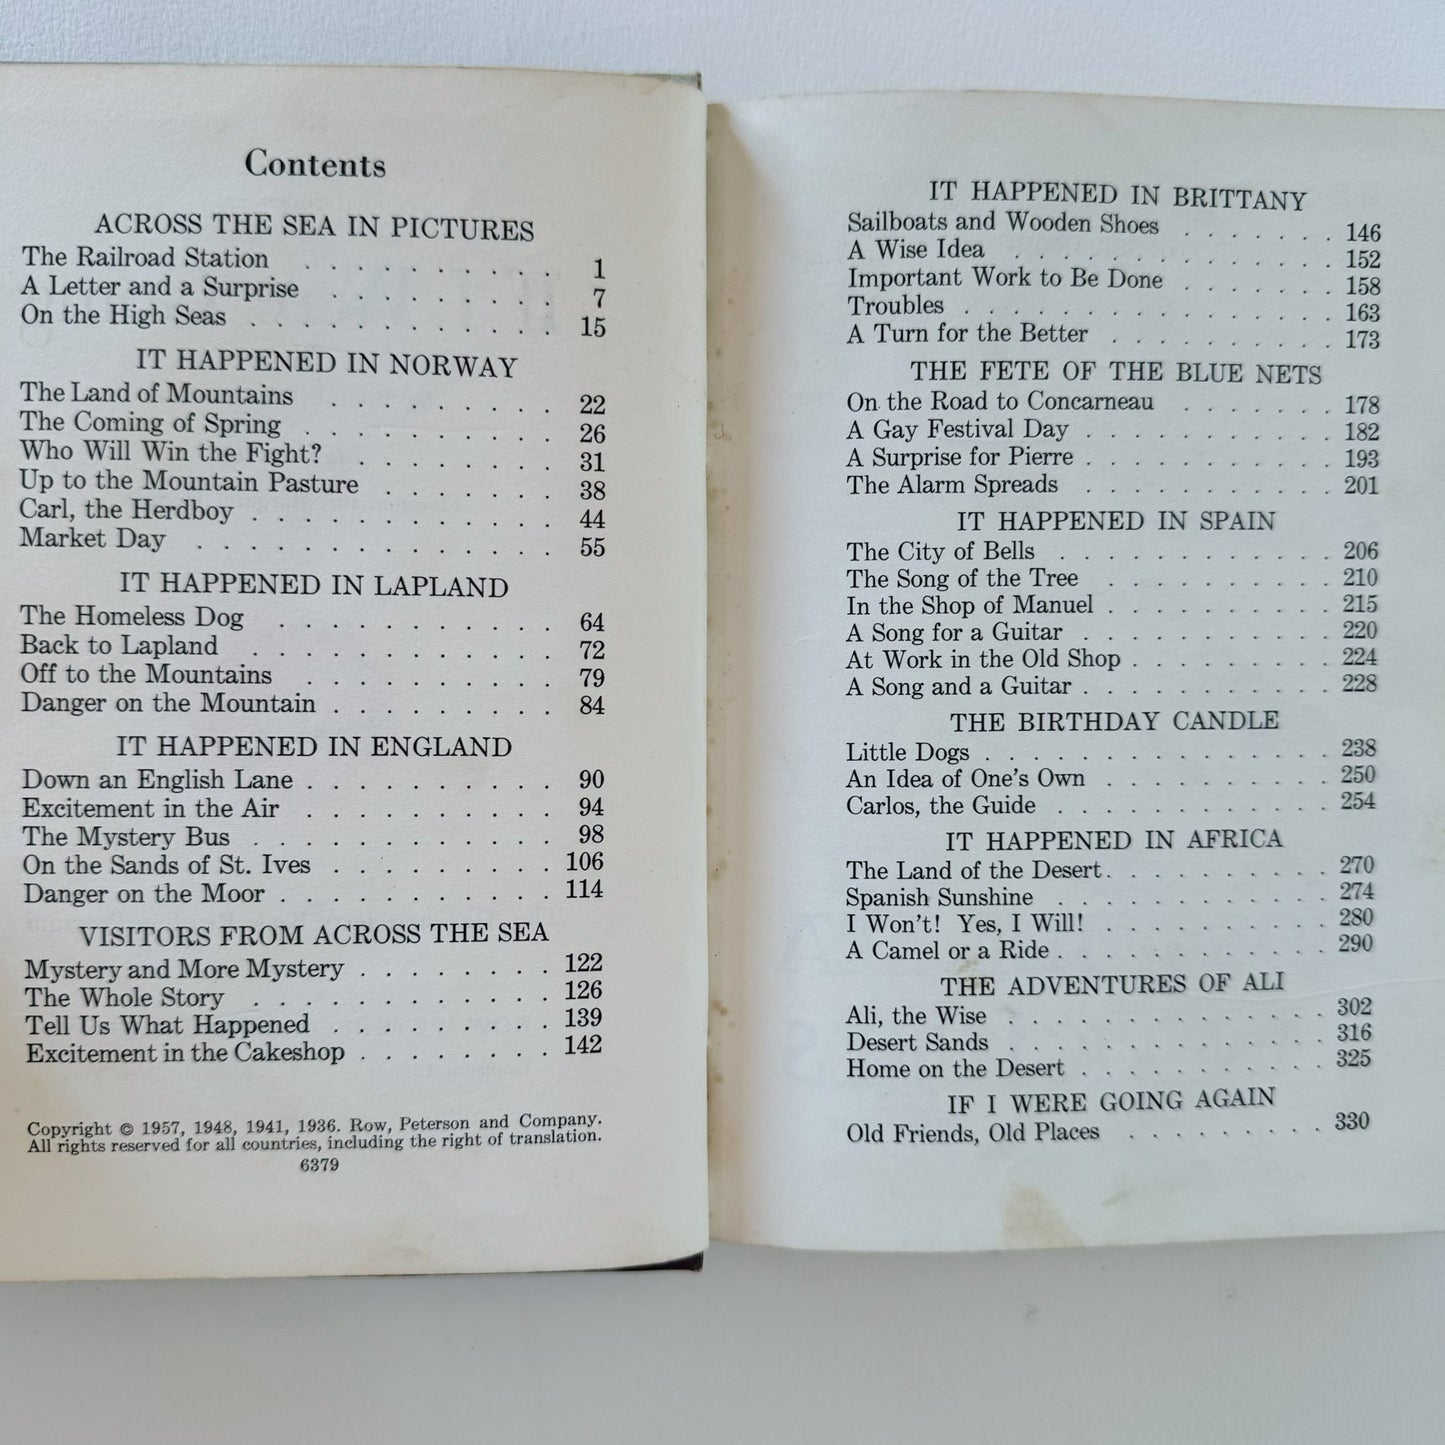 Contents
ACROSS THE SEA IN PICTURES
The Railroad Station . . . . . . . . . . 1
A Letter and a Surprise . . . . . . . . . 7
On the High Seas . . . . . . . . . . . . 15
IT HAPPENED IN NORWAY
The Land of Mountains . . . . . . . . . 22
The Coming of Spring . . . . . . . . . . 26
Who Will Win the Fight? . . . . . . . . 31
Up to the Mountain Pasture . . . . . . . 38
Carl, the Herdboy . . . . . . . . . . . . 44
Market Day . . . . . . . . . . . . . . 55
IT HAPPENED IN LAPLAND
The Homeless Dog . . . . . . . . . . . 64
Back to Lapland . . . . . . . . . . . . 72
Off to the Mountains . . . . . . . . . . 79
Danger on the Mountain . . . . . . . . . 84
IT HAPPENED IN ENGLAND
Down an English Lane . . . . . . . . . . 90
Excitement in the Air . . . . . . . . . . 94
The Mystery Bus . . . . . . . . . . . . 98
On the Sands of St. Ives . . . . . . . . . 106
Danger on the Moor . . . . . . . . . . . 114
VISITORS FROM ACROSS THE SEA
Mystery and More Mystery . . . . . . . . 122
The Whole Story . . . . . . . . . . . . 126
Tell Us What Happened . . . . . . . . . 139
Excitement in the Cakeshop . . . . . . . . 142
Copyright © 1957, 1948, 1941, 1936. Row, Peterson and Company.
All rights reserved for all countries, including the right of translation.
6379
IT HAPPENED IN BRITTANY
Sailboats and Wooden Shoes . . . . . . . 146
A Wise Idea . . . . . . . . . . . . . 152
Important Work to Be Done . . . . . . . 158
Troubles . . . . . . . . . . . . . . . 163
A Turn for the Better . . . . . . . . . 173
THE FETE OF THE BLUE NETS
On the Road to Concarneau . . . . . . . 178
A Gay Festival Day . . . . . . . . . . 182
A Surprise for Pierre . . . . . . . . . . 193
The Alarm Spreads . . . . . . . . . . 201
IT HAPPENED IN SPAIN
The City of Bells . . . . . . . . . . . 206
The Song of the Tree . . . . . . . . . 210
In the Shop of Manuel . . . . . . . . . 215
A Song for a Guitar . . . . . . . . . . 220
At Work in the Old Shop . . . . . . . . 224
A Song and a Guitar . . . . . . . . . . 228
THE BIRTHDAY CANDLE
Little Dogs . . . . . . . . . . . . . . 238
An Idea of One's Own . . . . . . . . . 250
Carlos, the Guide . . . . . . . . . . . 254
IT HAPPENED IN AFRICA
The Land of the Desert . . . . . . . . . 270
Spanish Sunshine . . . . . . . . . . . 274
I Won't! Yes, I Will! . . . . . . . . . 280
A Camel or a Ride . . . . . . . . . . . 290
THE ADVENTURES OF ALI
Ali, the Wise . . . . . . . . . . . . . 302
Desert Sands . . . . . . . . . . . . . 316
Home on the Desert . . . . . . . . . . 325
IF I WERE GOING AGAIN
Old Friends, Old Places . . . . . . . . 330